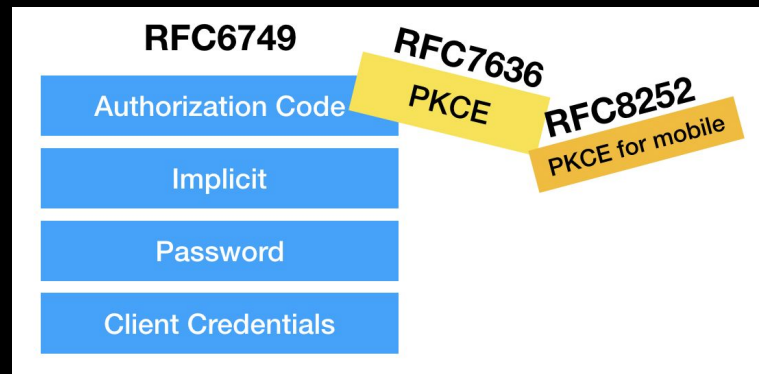 RFC6749
Authorization Code
Implicit
Password
Client Credentials
RFC7636
PKCE
RFC8252
PKCE for mobile